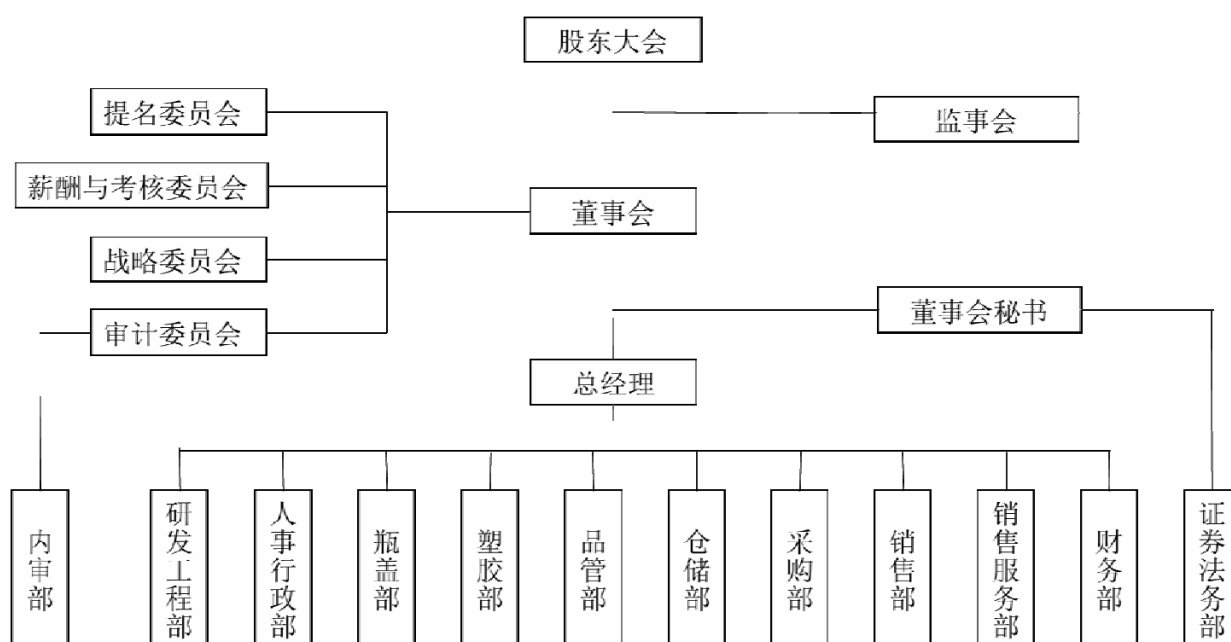 股东大会
提名委员会
监事会
薪酬与考核委员会
董事会
战略委员会
董事会秘书
审计委员会
总经理
内审部
研发工程部
人事行政部
瓶盖部
塑胶部
品管部
仓储部
采购部
销售部
销售服务部
财务部
证券法务部